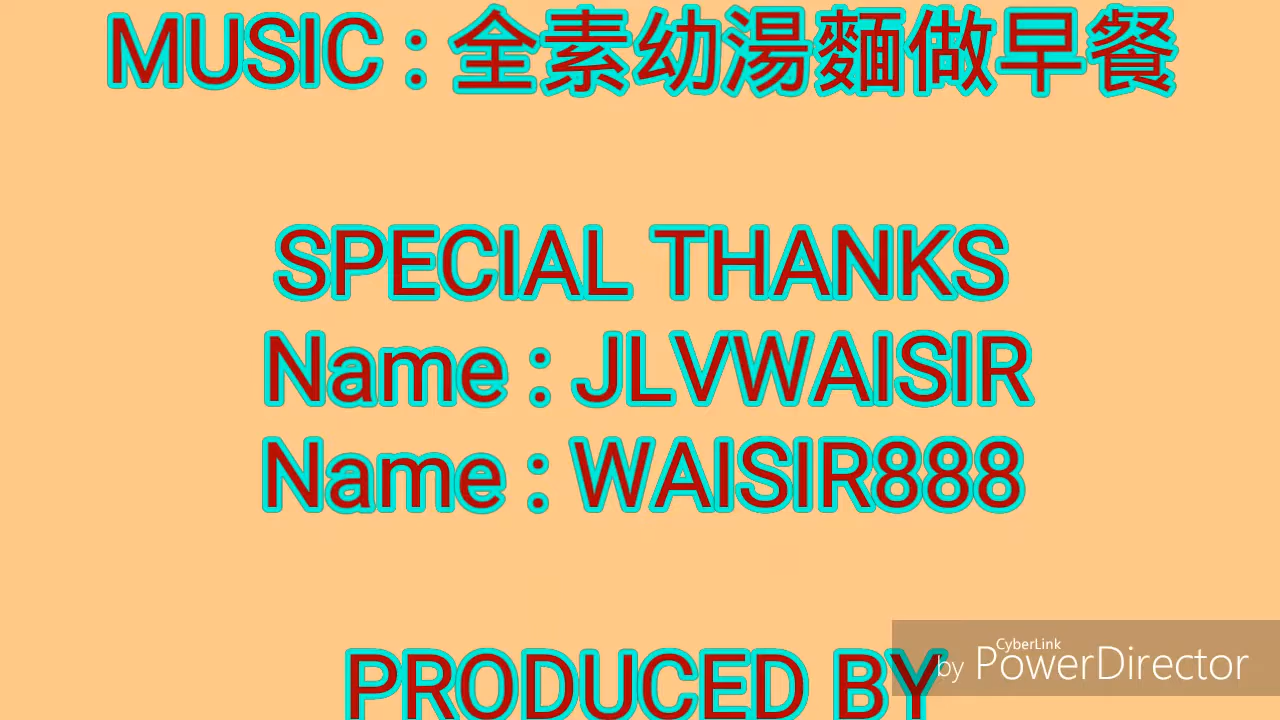 MUSIC : 全素幼湯麵做早餐
SPECIAL THANKS
Name : JLVWAISIR
Name : WAISIR888
PRODUCED BY
CyberLink
by PowerDirector